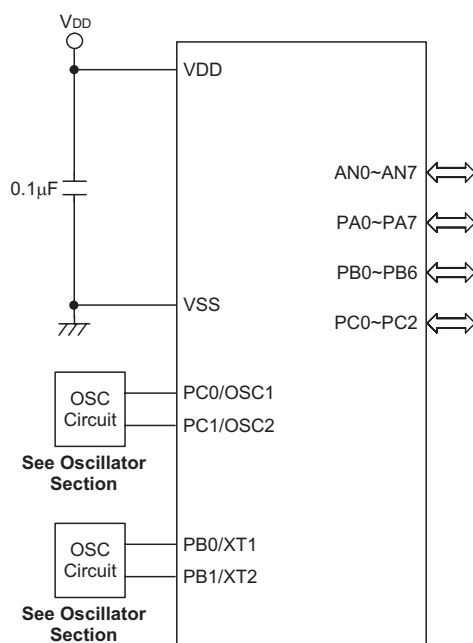 VDD
VDD
AN0~AN7
0.1µF
PA0~PA7
PB0~PB6
VSS
PC0~PC2
OSC
Circuit
PC0/OSC1
PC1/OSC2
See Oscillator
Section
OSC
Circuit
PB0/XT1
PB1/XT2
See Oscillator
Section